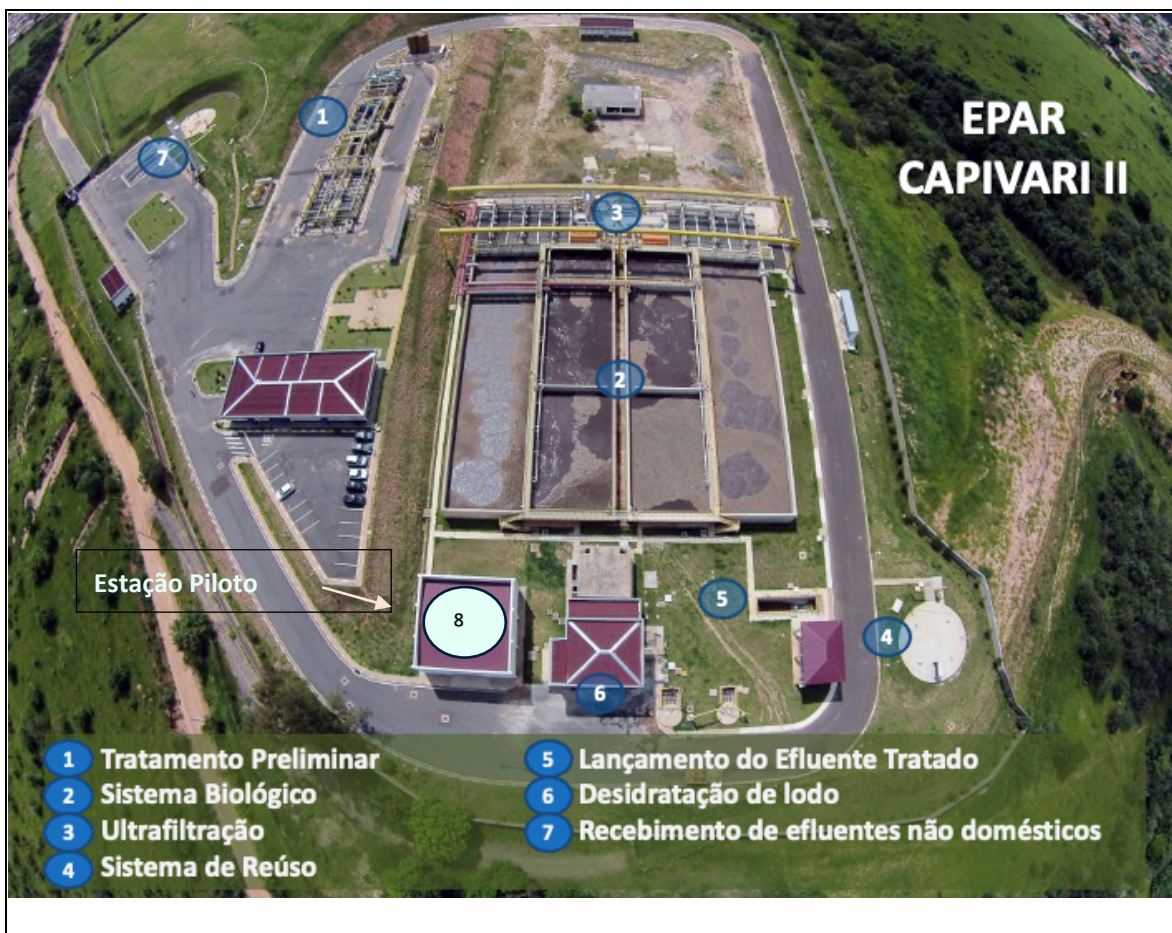 EPAR
CAPIVARI II
1
7
3
2
Estação Piloto
8
5
4
6
1 Tratamento Preliminar
2 Sistema Biológico
3 Ultrafiltração
4 Sistema de Reúso
5 Lançamento do Efluente Tratado
6 Desidratação de lodo
7 Recebimento de efluentes não domésticos